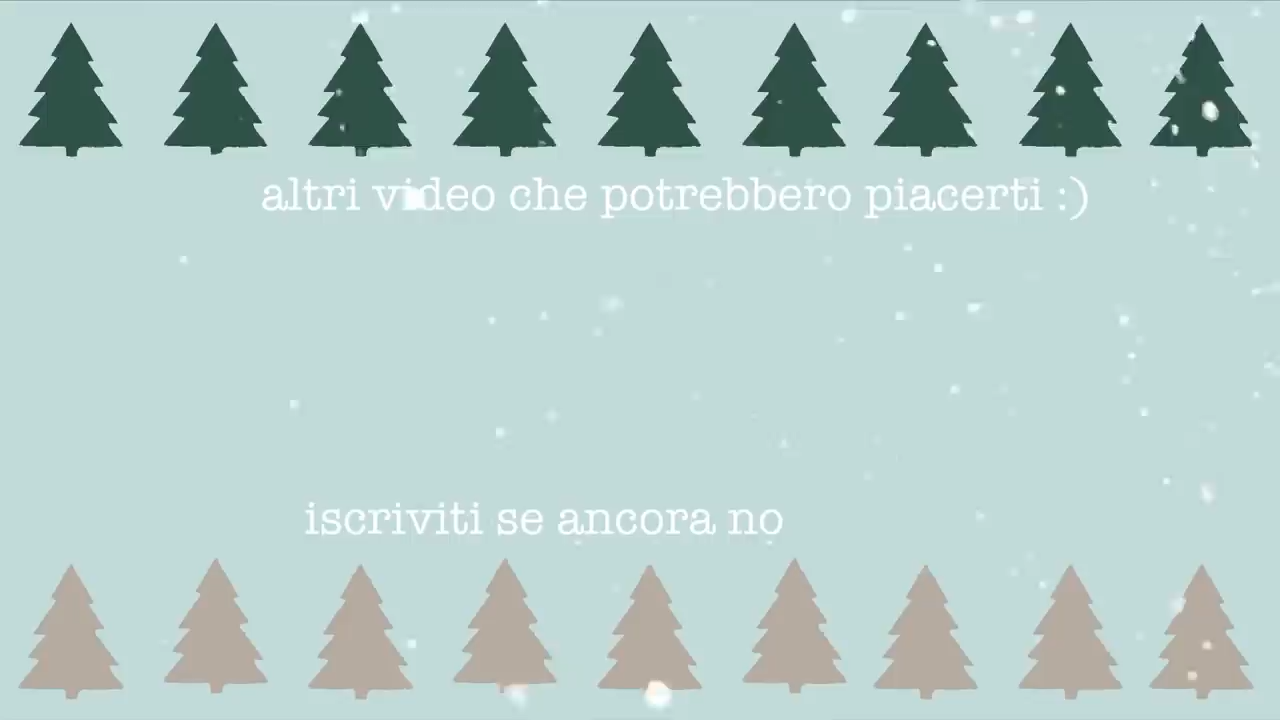 altri video che potrebbero piacerti :)
iscriviti se ancora no